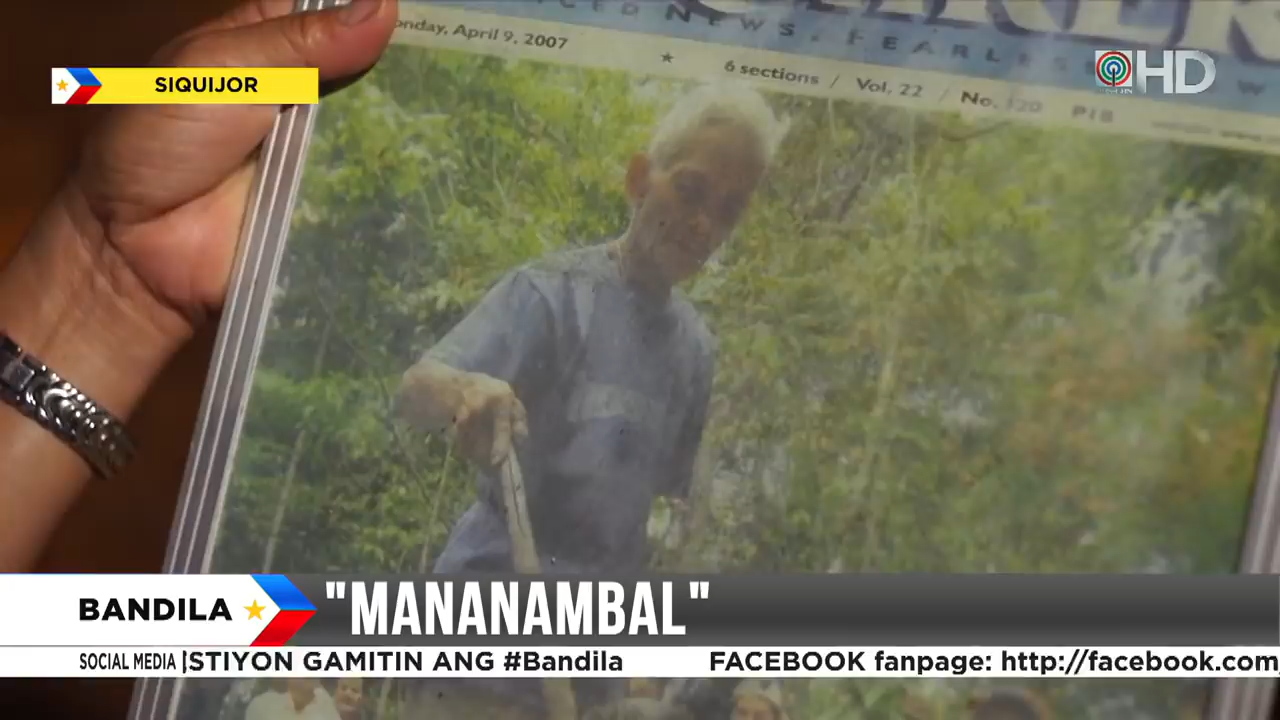 onday, April 9, 2007
6 sections / Vol. 22 / No. 120
SIQUIJOR
HD
"MANANAMBAL"
BANDILA
SOCIAL MEDIA
STIYON GAMITIN ANG #Bandila FACEBOOK fanpage: http://facebook.com